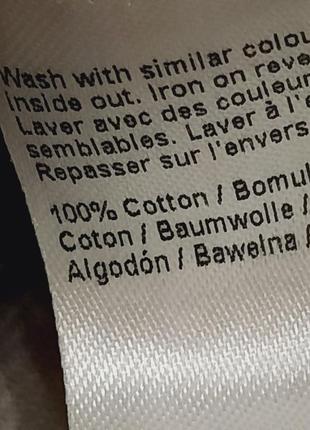 Wash with similar colou
inside out. Iron on reve
Laver avec des couleur
semblables. Laver à l'e
Repasser sur l'envers
100% Cotton / Bomul
Coton / Baumwolle /
Algodón / Bawełna /